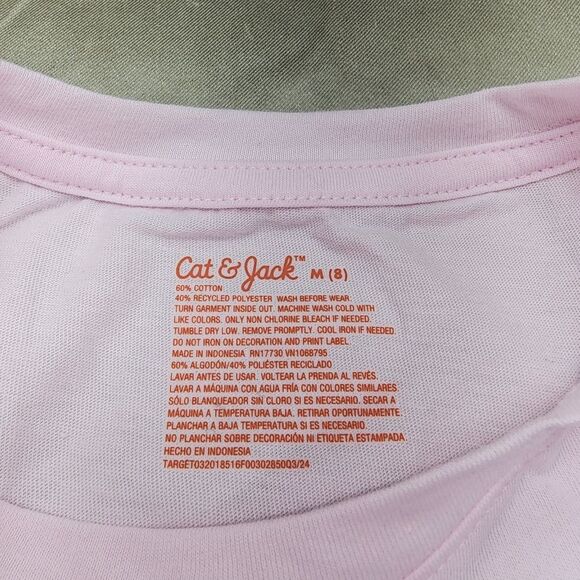 Cat & Jack™ M (8)
60% COTTON
40% RECYCLED POLYESTER WASH BEFORE WEAR.
TURN GARMENT INSIDE OUT. MACHINE WASH COLD WITH
LIKE COLORS. ONLY NON CHLORINE BLEACH IF NEEDED.
TUMBLE DRY LOW. REMOVE PROMPTLY. COOL IRON IF NEEDED.
DO NOT IRON ON DECORATION AND PRINT LABEL
MADE IN INDONESIA RN17730 VN1068795
60% ALGODÓN/40% POLIÉSTER RECICLADO
LAVAR ANTES DE USAR. VOLTEAR LA PRENDA AL REVÉS.
LAVAR A MÁQUINA CON AGUA FRÍA CON COLORES SIMILARES.
SÓLO BLANQUEADOR SIN CLORO SI ES NECESARIO. SECAR A
MÁQUINA A TEMPERATURA BAJA. RETIRAR OPORTUNAMENTE.
PLANCHAR A BAJA TEMPERATURA SI ES NECESARIO.
NO PLANCHAR SOBRE DECORACIÓN NI ETIQUETA ESTAMPADA.
HECHO EN INDONESIA
TARGET032018516F00302850Q3/24